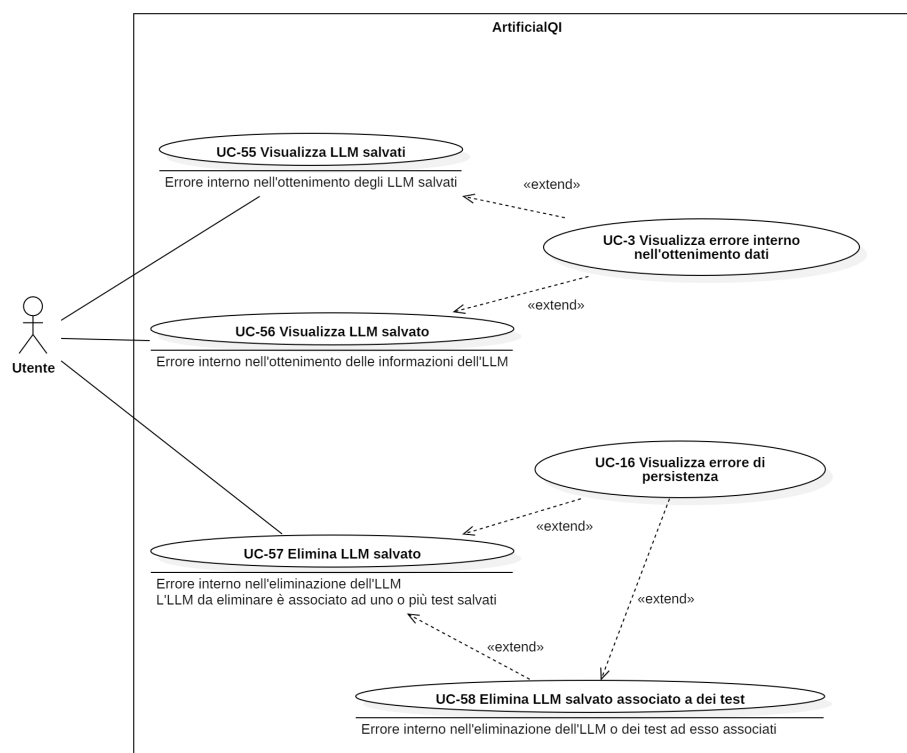 ArtificialQI
UC-55 Visualizza LLM salvati
Errore interno nell'ottenimento degli LLM salvati
«extend»
UC-3 Visualizza errore interno
nell'ottenimento dati
«extend»
UC-56 Visualizza LLM salvato
Errore interno nell'ottenimento delle informazioni dell'LLM
Utente
UC-16 Visualizza errore di
persistenza
«extend»
UC-57 Elimina LLM salvato
Errore interno nell'eliminazione dell'LLM
L'LLM da eliminare è associato ad uno o più test salvati
«extend»
«extend»
UC-58 Elimina LLM salvato associato a dei test
Errore interno nell'eliminazione dell'LLM o dei test ad esso associati